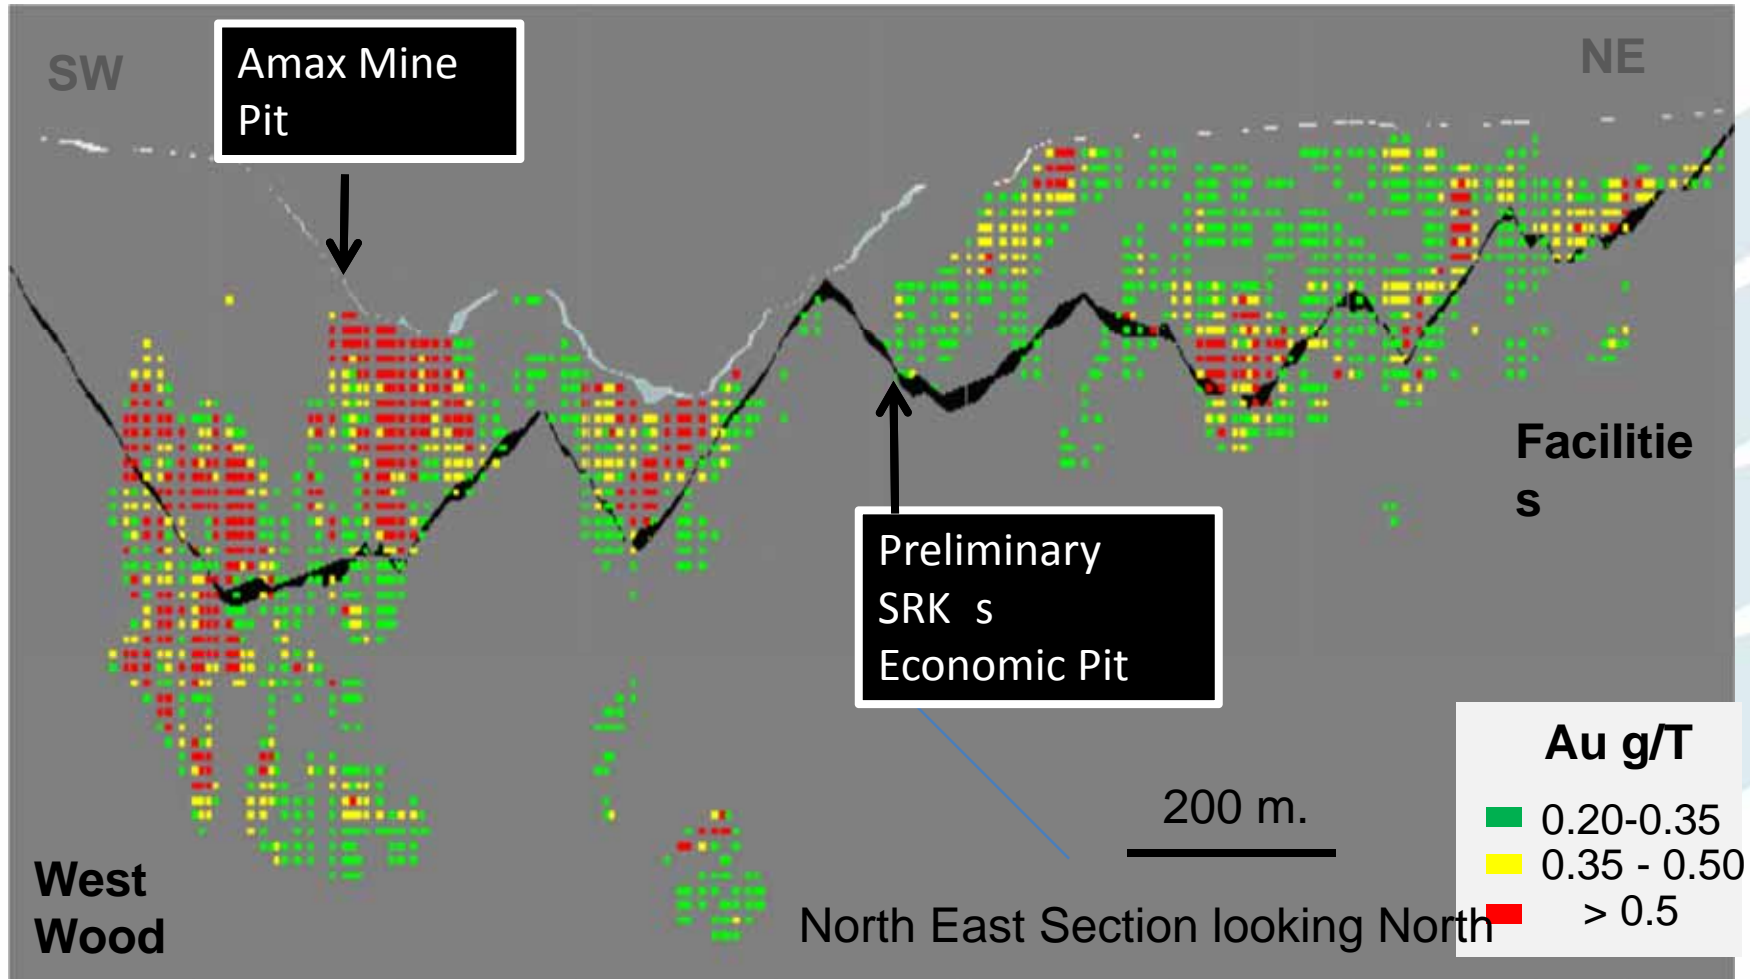 SW
Amax Mine
Pit
NE
Facilitie
s
Preliminary
SRK s
Economic Pit
Au g/T
0.20-0.35
0.35 - 0.50
> 0.5
200 m.
West
Wood
North East Section looking North